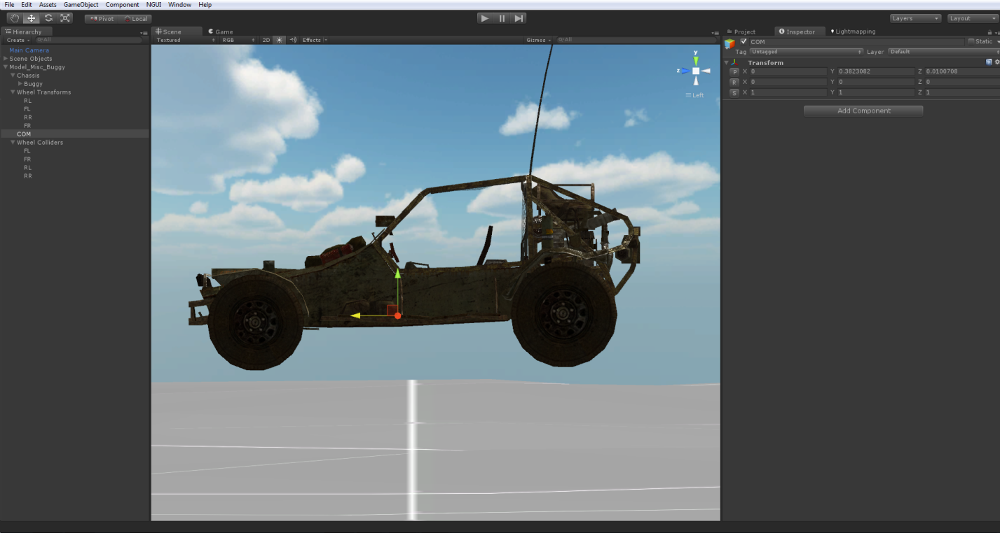 File Edit Assets GameObject Component NGUI Window Help
Pivot Local Layers Layout
Hierarchy Scene Game Project Inspector Lightmapping
Create All Textured RGB 2D Effects Gizmos All COM Static
Main Camera Tag Untagged Layer Default
Scene Objects
Model_Misc_Buggy Transform
Chassis P X 0 Y 0.3823082 Z 0.0100708
Buggy R X 0 Y 0 Z 0
Wheel Transforms S X 1 Y 1 Z 1
RL
FL Add Component
RR
FR
COM
Wheel Colliders
FL
FR
RL
RR
y
z
Left